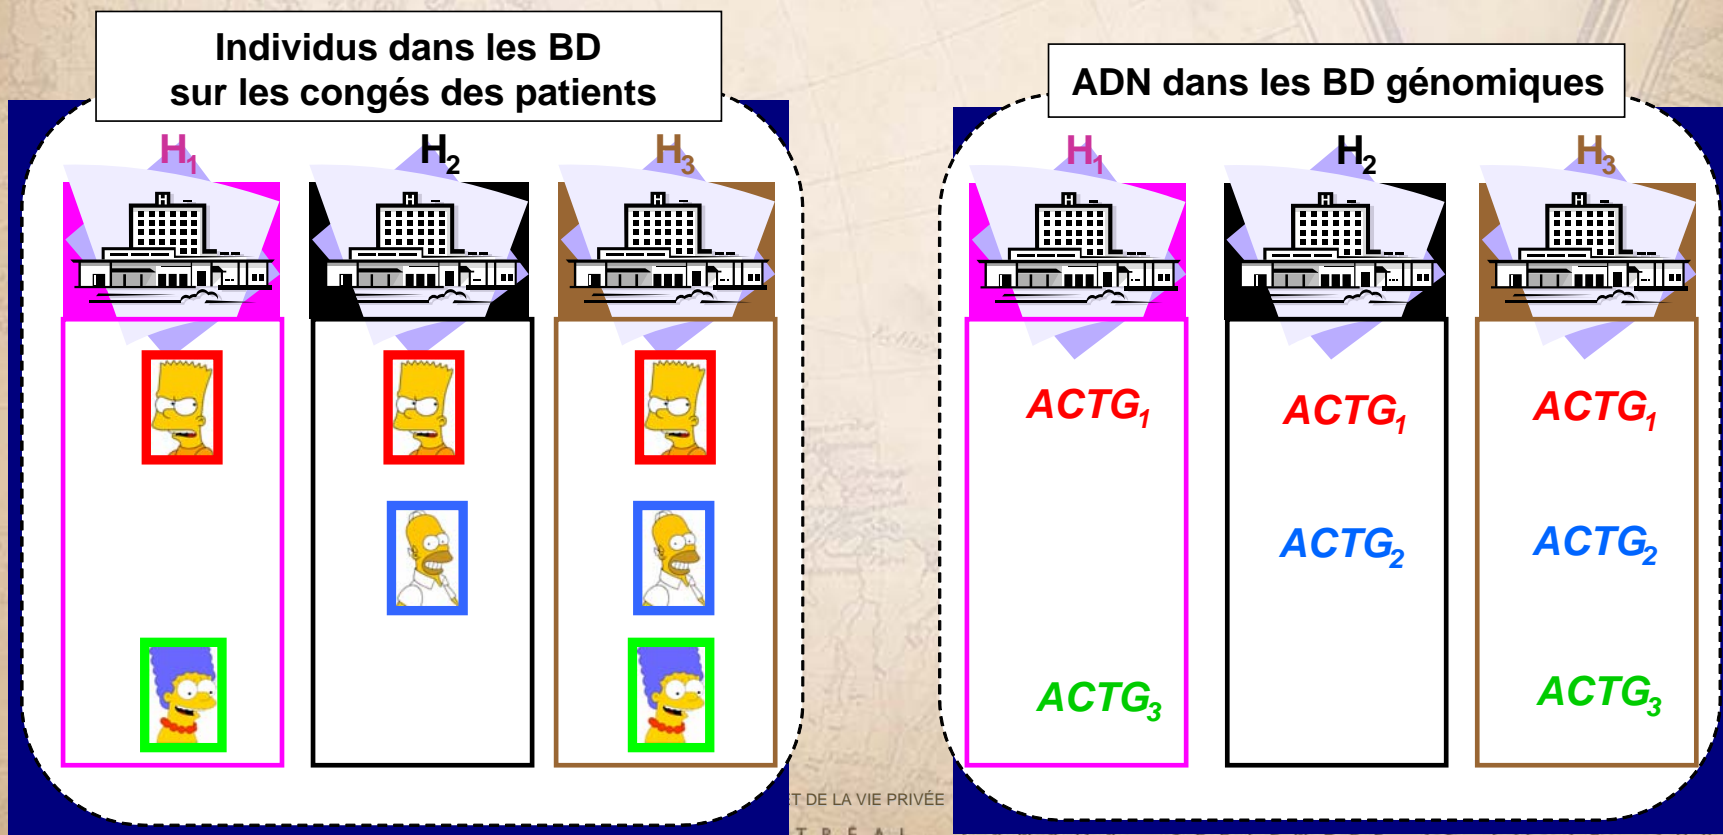 Individus dans les BD
sur les congés des patients
H1 H2 H3
ADN dans les BD génomiques
H1 H2 H3
ACTG1 ACTG1 ACTG1
ACTG2 ACTG2
ACTG3 ACTG3
ET DE LA VIE PRIVÉE